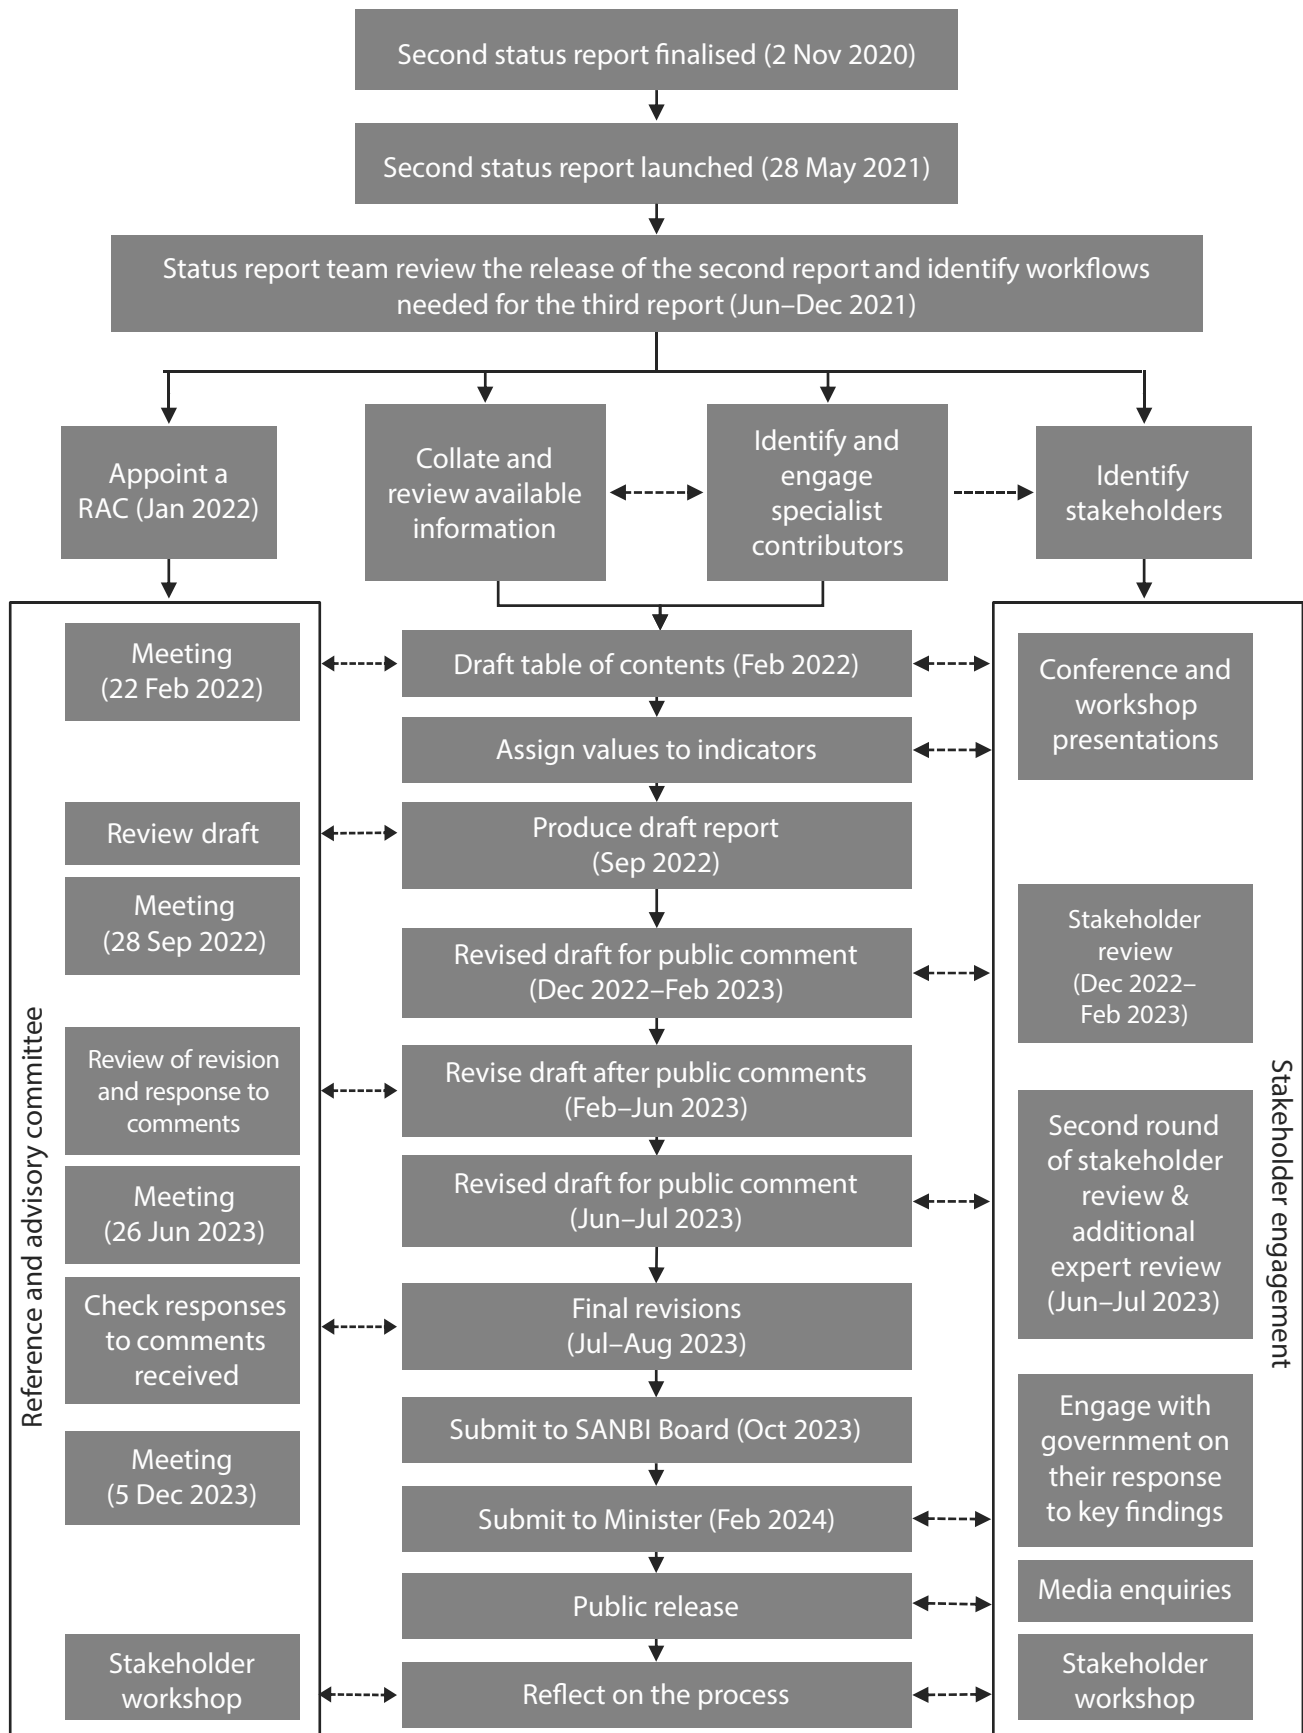 Second status report finalised (2 Nov 2020)
Second status report launched (28 May 2021)
Status report team review the release of the second report and identify workflows
needed for the third report (Jun–Dec 2021)
Appoint a
RAC (Jan 2022)
Collate and
review available
information
Identify and
engage
specialist
contributors
Identify
stakeholders
Reference and advisory committee
Meeting
(22 Feb 2022)
Review draft
Meeting
(28 Sep 2022)
Review of revision
and response to
comments
Meeting
(26 Jun 2023)
Check responses
to comments
received
Meeting
(5 Dec 2023)
Stakeholder
workshop
Draft table of contents (Feb 2022)
Assign values to indicators
Produce draft report
(Sep 2022)
Revised draft for public comment
(Dec 2022–Feb 2023)
Revise draft after public comments
(Feb–Jun 2023)
Revised draft for public comment
(Jun–Jul 2023)
Final revisions
(Jul–Aug 2023)
Submit to SANBI Board (Oct 2023)
Submit to Minister (Feb 2024)
Public release
Reflect on the process
Conference and
workshop
presentations
Stakeholder
review
(Dec 2022–
Feb 2023)
Second round
of stakeholder
review &
additional
expert review
(Jun–Jul 2023)
Engage with
government on
their response
to key findings
Media enquiries
Stakeholder
workshop
Stakeholder engagement